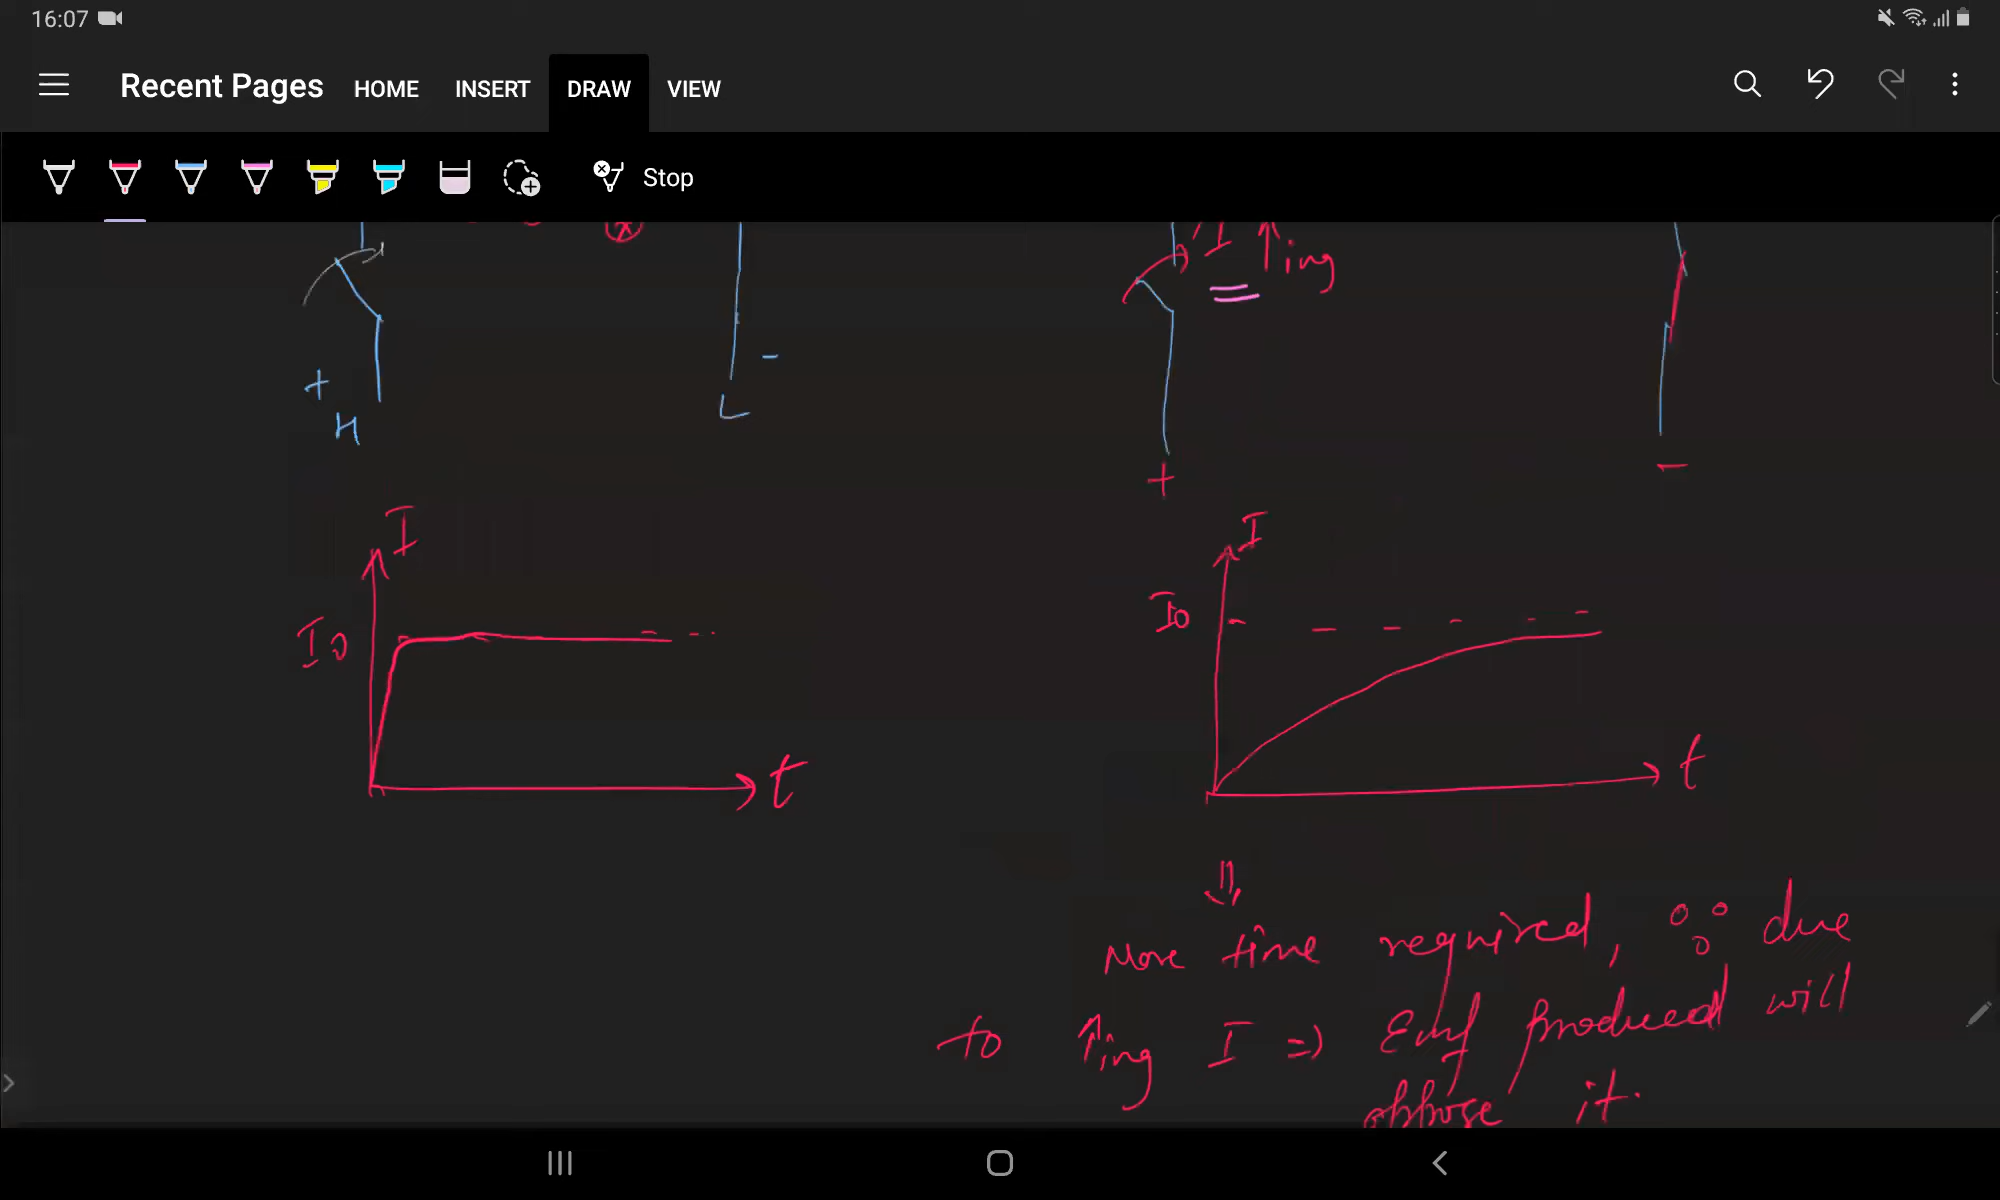 16:07
Recent Pages HOME INSERT DRAW VIEW
Stop
I ↑ing
+
H
-
L
+
-
I
I0
t
I
I0
t
⇓
More time required, ∵ due
to ↑ing I ⇒ Emf produced will
oppose it.